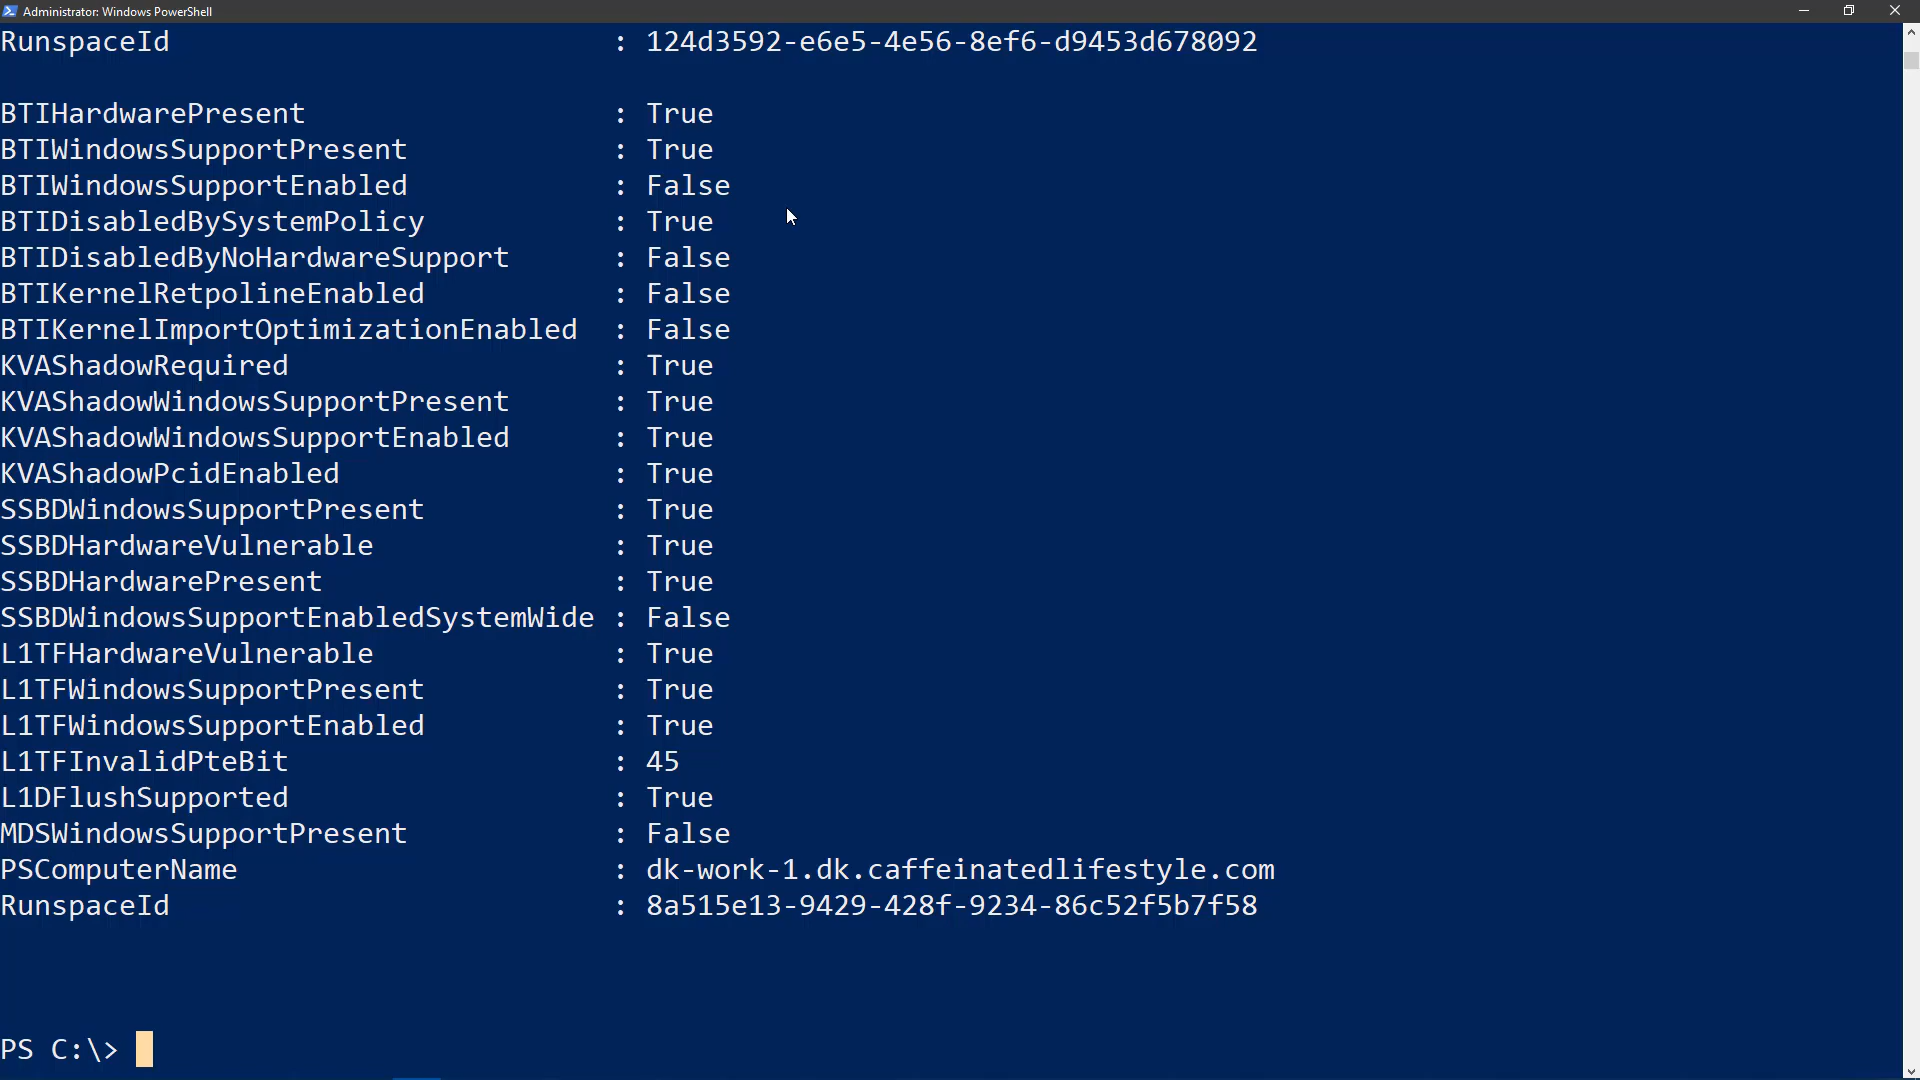 Administrator: Windows PowerShell
RunspaceId : 124d3592-e6e5-4e56-8ef6-d9453d678092
BTIHardwarePresent : True
BTIWindowsSupportPresent : True
BTIWindowsSupportEnabled : False
BTIDisabledBySystemPolicy : True
BTIDisabledByNoHardwareSupport : False
BTIKernelRetpolineEnabled : False
BTIKernelImportOptimizationEnabled : False
KVAShadowRequired : True
KVAShadowWindowsSupportPresent : True
KVAShadowWindowsSupportEnabled : True
KVAShadowPcidEnabled : True
SSBDWindowsSupportPresent : True
SSBDHardwareVulnerable : True
SSBDHardwarePresent : True
SSBDWindowsSupportEnabledSystemWide : False
L1TFHardwareVulnerable : True
L1TFWindowsSupportPresent : True
L1TFWindowsSupportEnabled : True
L1TFInvalidPteBit : 45
L1DFlushSupported : True
MDSWindowsSupportPresent : False
PSComputerName : dk-work-1.dk.caffeinatedlifestyle.com
RunspaceId : 8a515e13-9429-428f-9234-86c52f5b7f58
PS C:\>